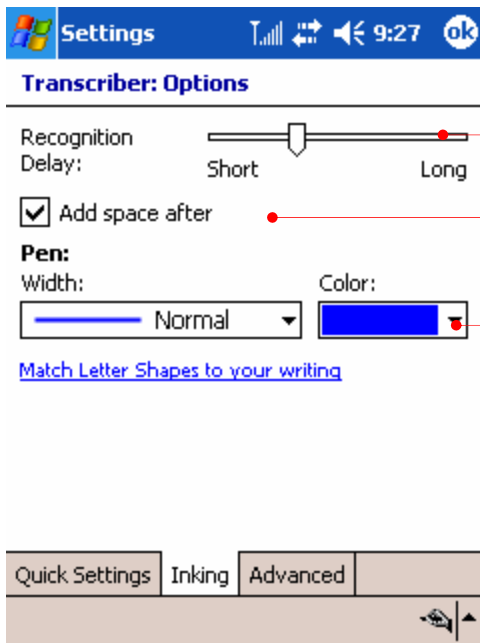 Settings 9:27 ok
Transcriber: Options
Recognition
Delay:
Short Long
Add space after
Pen:
Width: Color:
Normal
Match Letter Shapes to your writing
Quick Settings Inking Advanced